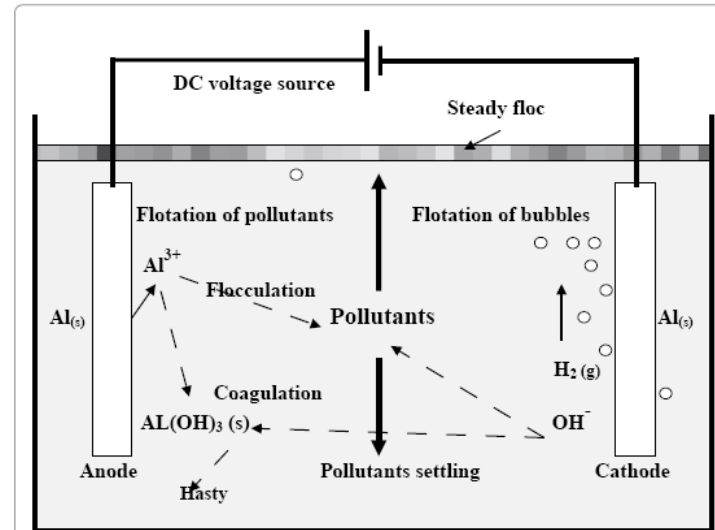 DC voltage source
Steady floc
Flotation of pollutants
Flotation of bubbles
Al³⁺
Flocculation
Al(s)
Pollutants
Al(s)
H₂ (g)
Coagulation
AL(OH)₃ (s)
OH⁻
Anode
Pollutants settling
Cathode
Hasty